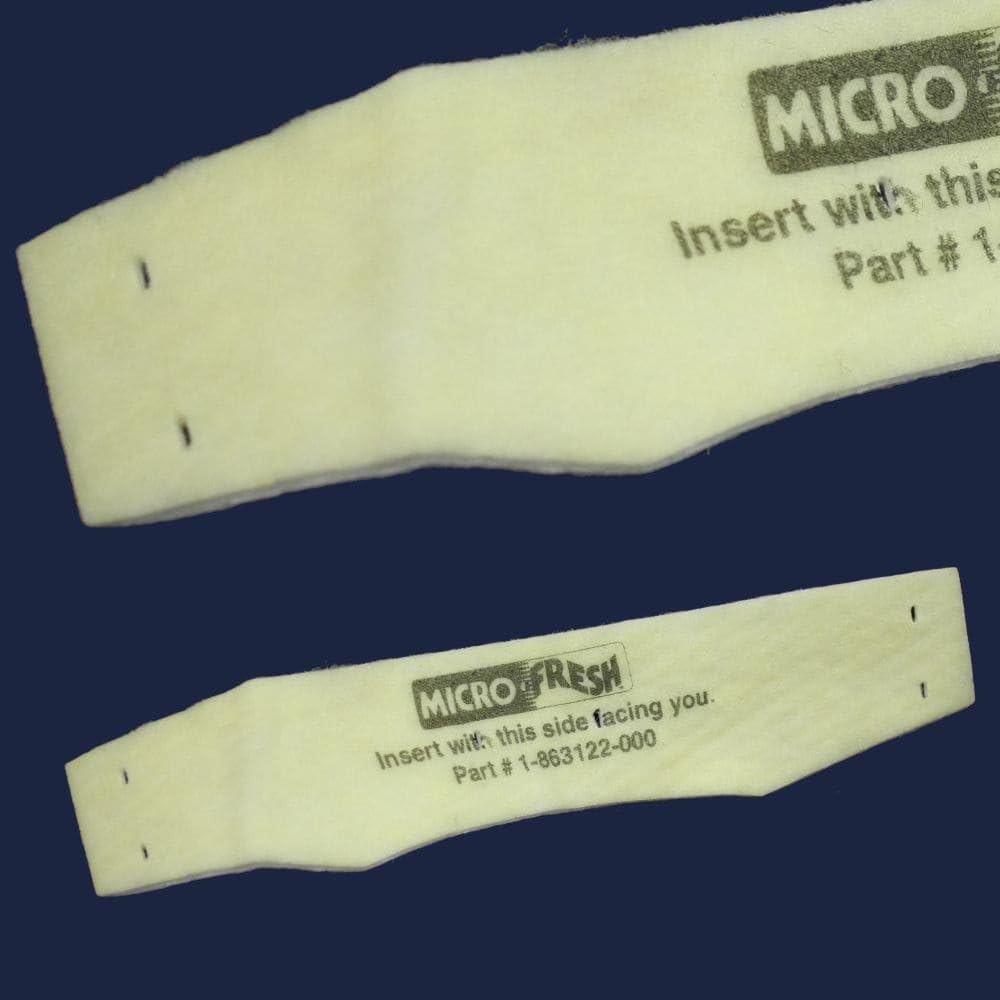 MICRO
Insert with this
Part # 1-
MICRO FRESH
Insert with this side facing you.
Part # 1-863122-000